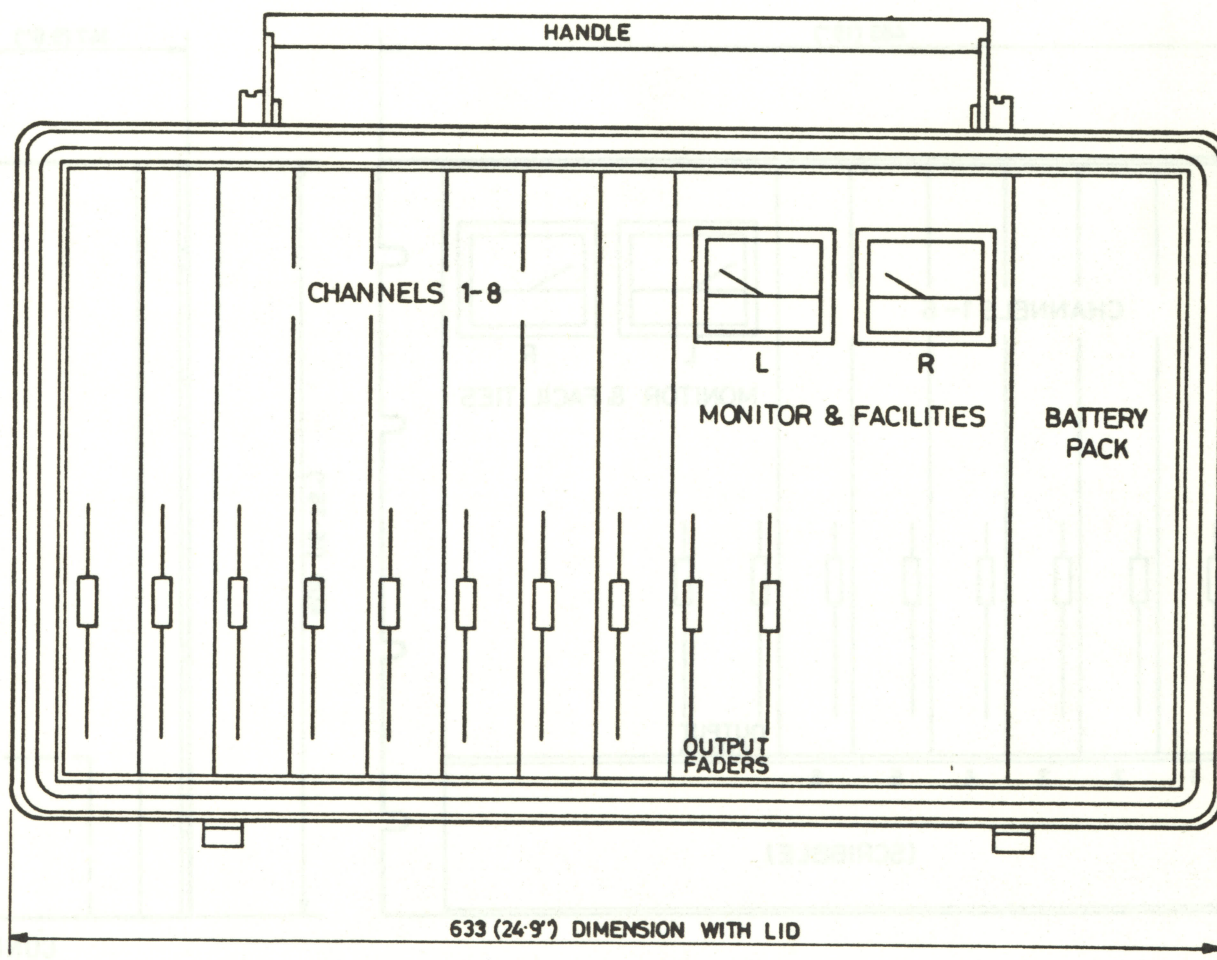 HANDLE
CHANNELS 1-8
L
R
MONITOR & FACILITIES
BATTERY
PACK
OUTPUT
FADERS
633 (24·9") DIMENSION WITH LID